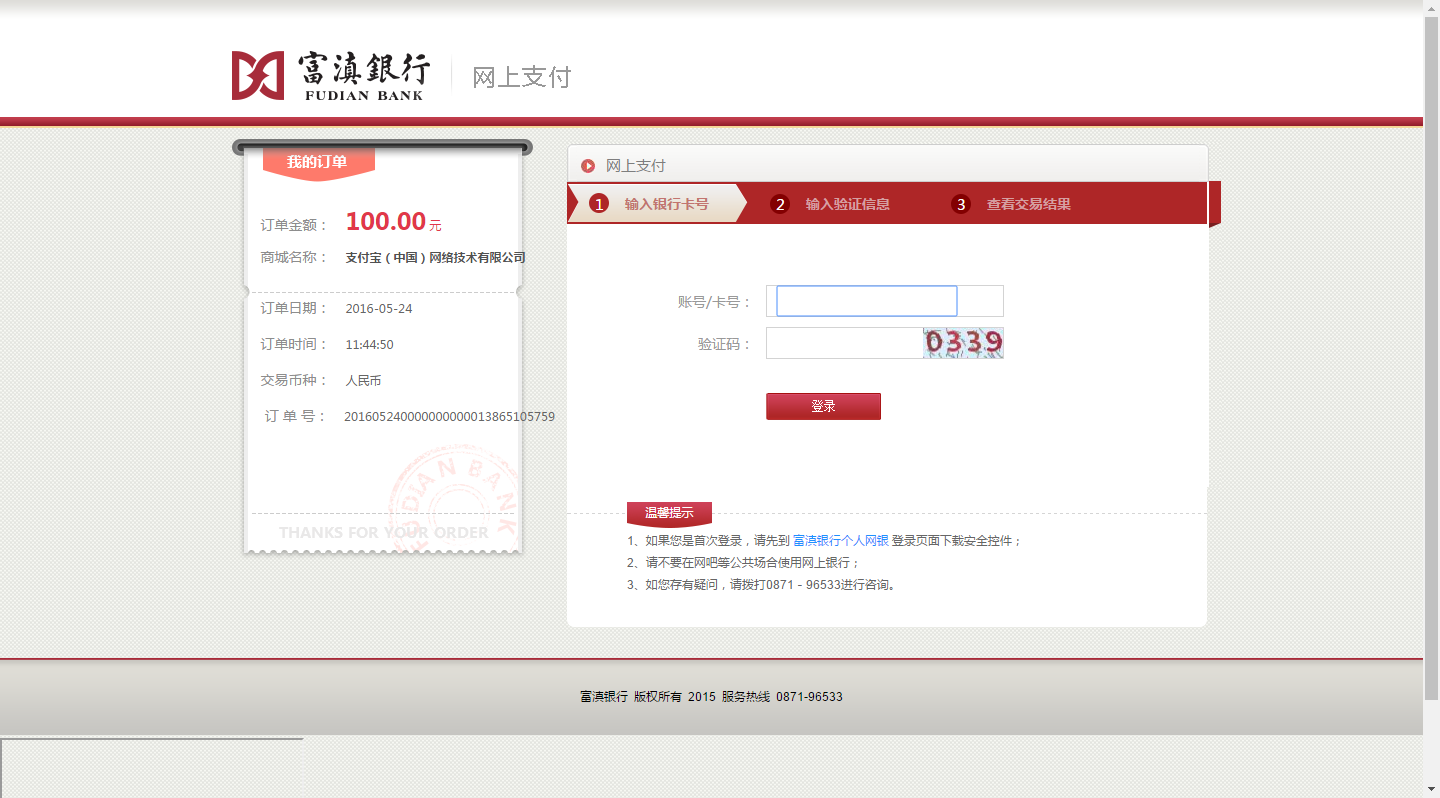 富滇銀行
FUDIAN BANK
网上支付
我的订单
订单金额： 100.00 元
商城名称： 支付宝（中国）网络技术有限公司
订单日期： 2016-05-24
订单时间： 11:44:50
交易币种： 人民币
订 单 号： 201605240000000000013865105759
FUDIAN BANK
THANKS FOR YOUR ORDER
网上支付
1 输入银行卡号 2 输入验证信息 3 查看交易结果
账号/卡号：
验证码： 0339
登录
温馨提示
1、如果您是首次登录，请先到 富滇银行个人网银 登录页面下载安全控件；
2、请不要在网吧等公共场合使用网上银行；
3、如您存有疑问，请拨打0871－96533进行咨询。
富滇银行 版权所有 2015 服务热线 0871-96533